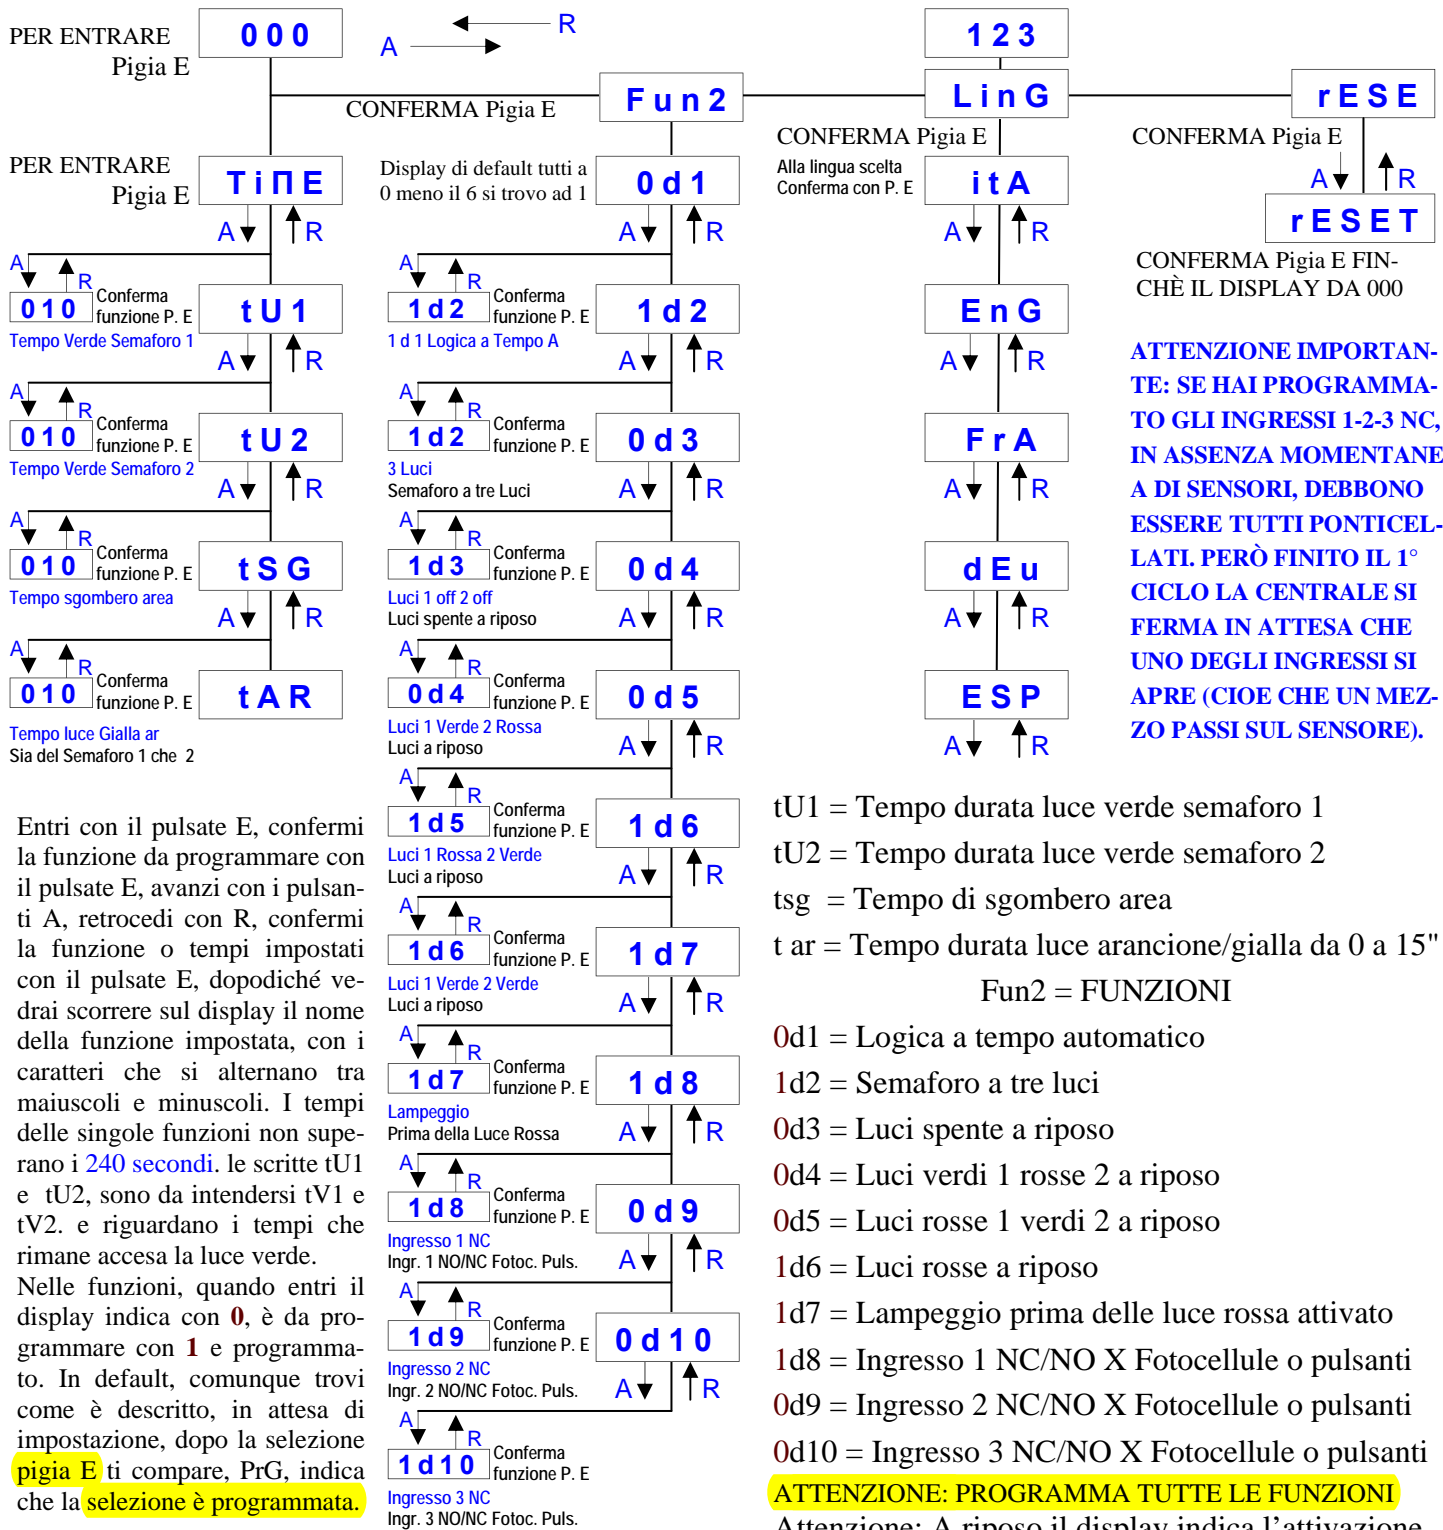 PER ENTRARE
Pigia E
000
R
A
123
CONFERMA Pigia E
Fun2
LinG
rESE
CONFERMA Pigia E
CONFERMA Pigia E
PER ENTRARE
Pigia E
TiΠE
A R
A
R
010
Conferma
funzione P. E
Tempo Verde Semaforo 1
tU1
A R
A
R
010
Conferma
funzione P. E
Tempo Verde Semaforo 2
tU2
A R
A
R
010
Conferma
funzione P. E
Tempo sgombero area
tSG
A R
A
R
010
Conferma
funzione P. E
Tempo luce Gialla ar
Sia del Semaforo 1 che 2
tAR
Display di default tutti a
0 meno il 6 si trovo ad 1
0d1
A R
A
R
1d2
Conferma
funzione P. E
1 d 1 Logica a Tempo A
1d2
A R
A
R
1d2
Conferma
funzione P. E
3 Luci
Semaforo a tre Luci
0d3
A R
A
R
1d3
Conferma
funzione P. E
Luci 1 off 2 off
Luci spente a riposo
0d4
A R
A
R
0d4
Conferma
funzione P. E
Luci 1 Verde 2 Rossa
Luci a riposo
0d5
A R
A
R
1d5
Conferma
funzione P. E
Luci 1 Rossa 2 Verde
Luci a riposo
1d6
A R
A
R
1d6
Conferma
funzione P. E
Luci 1 Verde 2 Verde
Luci a riposo
1d7
A R
A
R
1d7
Conferma
funzione P. E
Lampeggio
Prima della Luce Rossa
1d8
A R
A
R
1d8
Conferma
funzione P. E
Ingresso 1 NC
Ingr. 1 NO/NC Fotoc. Puls.
0d9
A R
A
R
1d9
Conferma
funzione P. E
Ingresso 2 NC
Ingr. 2 NO/NC Fotoc. Puls.
0d10
A R
A
R
1d10
Conferma
funzione P. E
Ingresso 3 NC
Ingr. 3 NO/NC Fotoc. Puls.
Alla lingua scelta
Conferma con P. E
itA
A R
EnG
A R
FrA
A R
dEu
A R
ESP
A R
A R
rESET
CONFERMA Pigia E FIN-
CHÈ IL DISPLAY DA 000
ATTENZIONE IMPORTAN-
TE: SE HAI PROGRAMMA-
TO GLI INGRESSI 1-2-3 NC,
IN ASSENZA MOMENTANE
A DI SENSORI, DEBBONO
ESSERE TUTTI PONTICEL-
LATI. PERÒ FINITO IL 1°
CICLO LA CENTRALE SI
FERMA IN ATTESA CHE
UNO DEGLI INGRESSI SI
APRE (CIOE CHE UN MEZ-
ZO PASSI SUL SENSORE).
Entri con il pulsate E, confermi
la funzione da programmare con
il pulsate E, avanzi con i pulsan-
ti A, retrocedi con R, confermi
la funzione o tempi impostati
con il pulsate E, dopodiché ve-
drai scorrere sul display il nome
della funzione impostata, con i
caratteri che si alternano tra
maiuscoli e minuscoli. I tempi
delle singole funzioni non supe-
rano i 240 secondi. le scritte tU1
e tU2, sono da intendersi tV1 e
tV2. e riguardano i tempi che
rimane accesa la luce verde.
Nelle funzioni, quando entri il
display indica con 0, è da pro-
grammare con 1 e programma-
to. In default, comunque trovi
come è descritto, in attesa di
impostazione, dopo la selezione
pigia E ti compare, PrG, indica
che la selezione è programmata.
tU1 = Tempo durata luce verde semaforo 1
tU2 = Tempo durata luce verde semaforo 2
tsg = Tempo di sgombero area
t ar = Tempo durata luce arancione/gialla da 0 a 15"
Fun2 = FUNZIONI
0d1 = Logica a tempo automatico
1d2 = Semaforo a tre luci
0d3 = Luci spente a riposo
0d4 = Luci verdi 1 rosse 2 a riposo
0d5 = Luci rosse 1 verdi 2 a riposo
1d6 = Luci rosse a riposo
1d7 = Lampeggio prima delle luce rossa attivato
1d8 = Ingresso 1 NC/NO X Fotocellule o pulsanti
0d9 = Ingresso 2 NC/NO X Fotocellule o pulsanti
0d10 = Ingresso 3 NC/NO X Fotocellule o pulsanti
ATTENZIONE: PROGRAMMA TUTTE LE FUNZIONI
Attenzione: A riposo il display indica l'attivazione